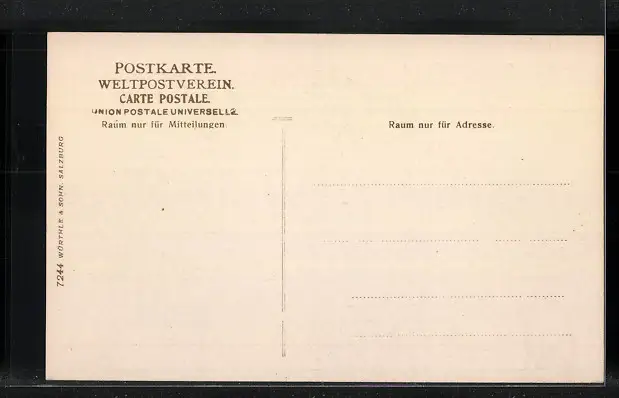 POSTKARTE.
WELTPOSTVEREIN.
CARTE POSTALE.
UNION POSTALE UNIVERSELLE.
Raum nur für Mitteilungen.
Raum nur für Adresse.
7244 WÜRTHLE & SOHN, SALZBURG